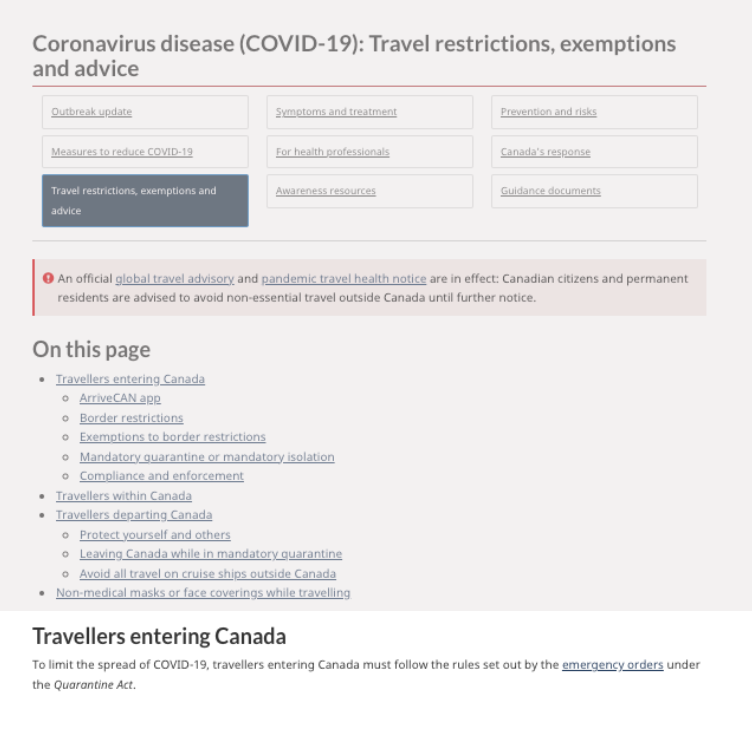 Coronavirus disease (COVID-19): Travel restrictions, exemptions
and advice
Outbreak update
Symptoms and treatment
Prevention and risks
Measures to reduce COVID-19
For health professionals
Canada's response
Travel restrictions, exemptions and
advice
Awareness resources
Guidance documents
An official global travel advisory and pandemic travel health notice are in effect: Canadian citizens and permanent
residents are advised to avoid non-essential travel outside Canada until further notice.
On this page
Travellers entering Canada
ArriveCAN app
Border restrictions
Exemptions to border restrictions
Mandatory quarantine or mandatory isolation
Compliance and enforcement
Travellers within Canada
Travellers departing Canada
Protect yourself and others
Leaving Canada while in mandatory quarantine
Avoid all travel on cruise ships outside Canada
Non-medical masks or face coverings while travelling
Travellers entering Canada
To limit the spread of COVID-19, travellers entering Canada must follow the rules set out by the emergency orders under
the Quarantine Act.